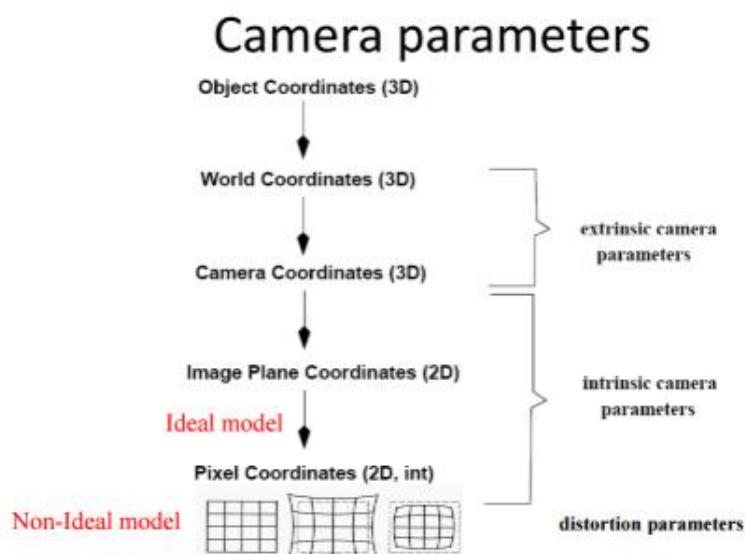 Camera parameters
Object Coordinates (3D)
World Coordinates (3D)
extrinsic camera
parameters
Camera Coordinates (3D)
Image Plane Coordinates (2D)
intrinsic camera
parameters
Ideal model
Pixel Coordinates (2D, int)
Non-Ideal model
distortion parameters